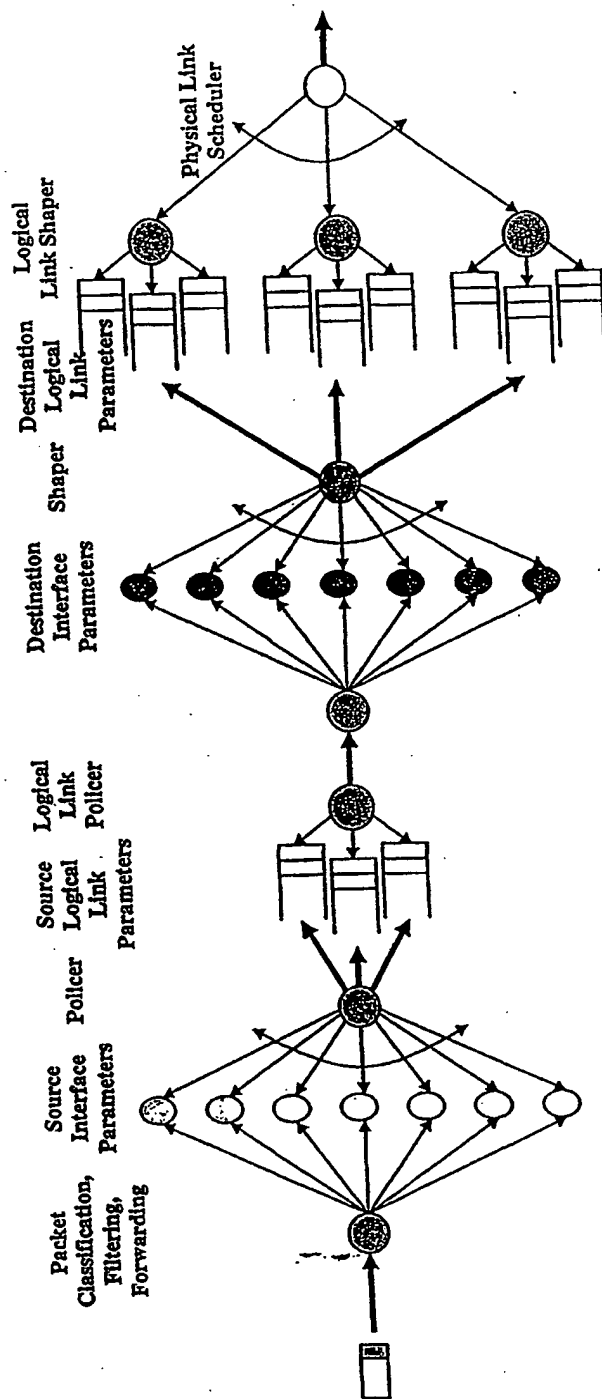 Packet
Classification,
Filtering,
Forwarding
Source
Interface
Parameters
Policer
Source
Logical
Link
Parameters
Logical
Link
Policer
Destination
Interface
Parameters
Shaper
Destination
Logical
Link
Parameters
Logical
Link Shaper
Physical Link
Scheduler